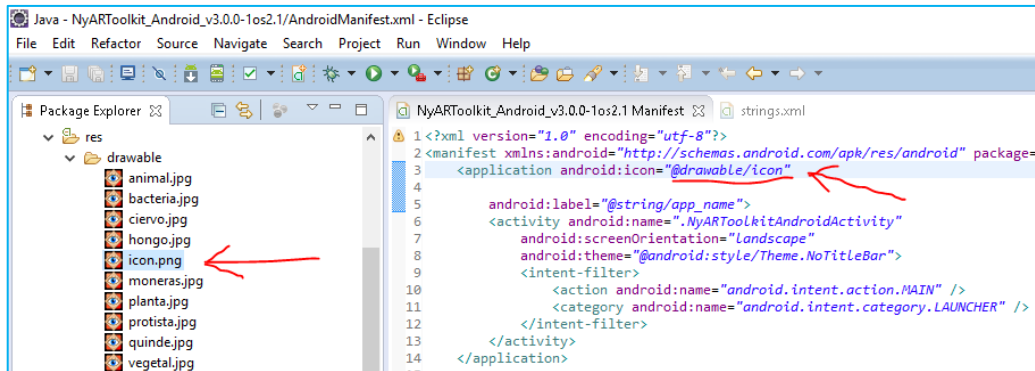 Java - NyARToolkit_Android_v3.0.0-1os2.1/AndroidManifest.xml - Eclipse
File Edit Refactor Source Navigate Search Project Run Window Help
Package Explorer
res
drawable
animal.jpg
bacteria.jpg
ciervo.jpg
hongo.jpg
icon.png
moneras.jpg
planta.jpg
protista.jpg
quinde.jpg
vegetal.jpg
NyARToolkit_Android_v3.0.0-1os2.1 Manifest strings.xml
1 <?xml version="1.0" encoding="utf-8"?>
2 <manifest xmlns:android="http://schemas.android.com/apk/res/android" package=
3 <application android:icon="@drawable/icon"
4
5 android:label="@string/app_name">
6 <activity android:name=".NyARToolkitAndroidActivity"
7 android:screenOrientation="landscape"
8 android:theme="@android:style/Theme.NoTitleBar">
9 <intent-filter>
10 <action android:name="android.intent.action.MAIN" />
11 <category android:name="android.intent.category.LAUNCHER" />
12 </intent-filter>
13 </activity>
14 </application>